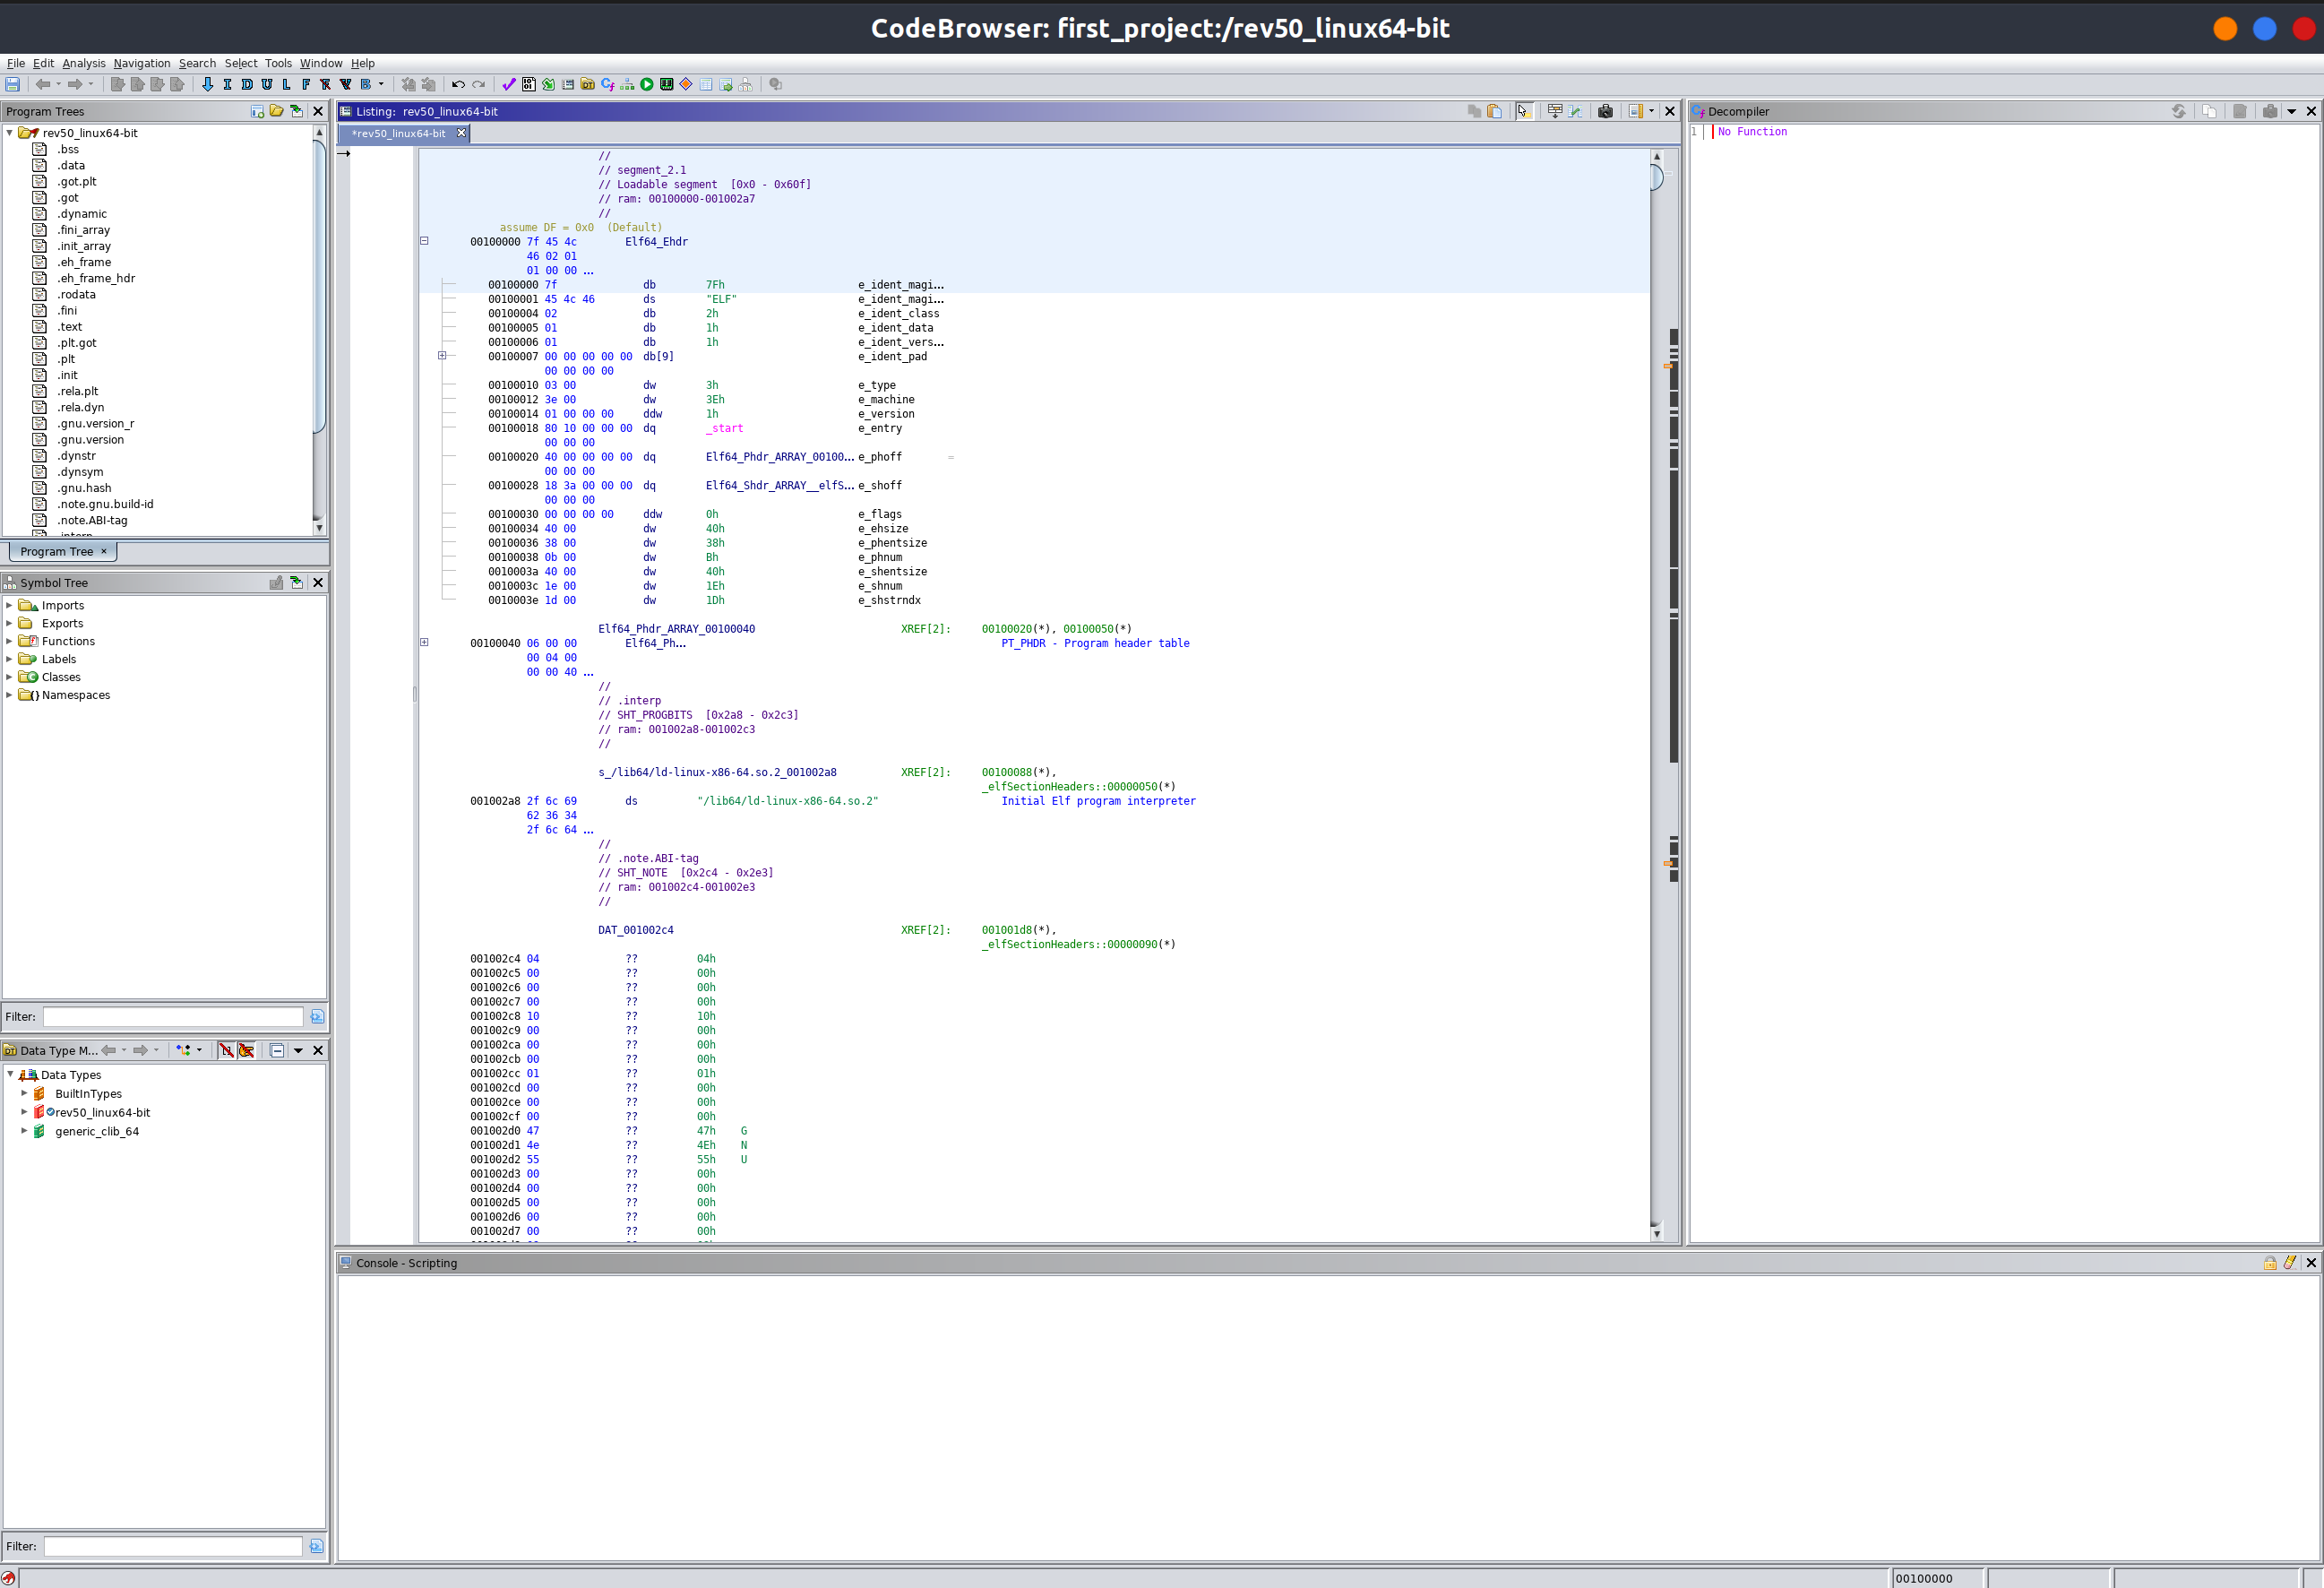 CodeBrowser: first_project:/rev50_linux64-bit
File Edit Analysis Navigation Search Select Tools Window Help
I D U L F R V B
Program Trees
rev50_linux64-bit
.bss
.data
.got.plt
.got
.dynamic
.fini_array
.init_array
.eh_frame
.eh_frame_hdr
.rodata
.fini
.text
.plt.got
.plt
.init
.rela.plt
.rela.dyn
.gnu.version_r
.gnu.version
.dynstr
.dynsym
.gnu.hash
.note.gnu.build-id
.note.ABI-tag
Program Tree ×
Symbol Tree
Imports
Exports
Functions
Labels
Classes
Namespaces
Filter:
Data Type M...
Data Types
BuiltInTypes
rev50_linux64-bit
generic_clib_64
Filter:
Listing: rev50_linux64-bit
*rev50_linux64-bit
//
// segment_2.1
// Loadable segment [0x0 - 0x60f]
// ram: 00100000-001002a7
//
assume DF = 0x0 (Default)
00100000 7f 45 4c Elf64_Ehdr
46 02 01
01 00 00 ...
00100000 7f db 7Fh e_ident_magi...
00100001 45 4c 46 ds "ELF" e_ident_magi...
00100004 02 db 2h e_ident_class
00100005 01 db 1h e_ident_data
00100006 01 db 1h e_ident_vers...
00100007 00 00 00 00 00 db[9] e_ident_pad
00 00 00 00
00100010 03 00 dw 3h e_type
00100012 3e 00 dw 3Eh e_machine
00100014 01 00 00 00 ddw 1h e_version
00100018 80 10 00 00 00 dq _start e_entry
00 00 00
00100020 40 00 00 00 00 dq Elf64_Phdr_ARRAY_00100... e_phoff =
00 00 00
00100028 18 3a 00 00 00 dq Elf64_Shdr_ARRAY__elfS... e_shoff
00 00 00
00100030 00 00 00 00 ddw 0h e_flags
00100034 40 00 dw 40h e_ehsize
00100036 38 00 dw 38h e_phentsize
00100038 0b 00 dw Bh e_phnum
0010003a 40 00 dw 40h e_shentsize
0010003c 1e 00 dw 1Eh e_shnum
0010003e 1d 00 dw 1Dh e_shstrndx
Elf64_Phdr_ARRAY_00100040 XREF[2]: 00100020(*), 00100050(*)
00100040 06 00 00 Elf64_Ph... PT_PHDR - Program header table
00 04 00
00 00 40 ...
//
// .interp
// SHT_PROGBITS [0x2a8 - 0x2c3]
// ram: 001002a8-001002c3
//
s_/lib64/ld-linux-x86-64.so.2_001002a8 XREF[2]: 00100088(*),
_elfSectionHeaders::00000050(*)
001002a8 2f 6c 69 ds "/lib64/ld-linux-x86-64.so.2" Initial Elf program interpreter
62 36 34
2f 6c 64 ...
//
// .note.ABI-tag
// SHT_NOTE [0x2c4 - 0x2e3]
// ram: 001002c4-001002e3
//
DAT_001002c4 XREF[2]: 001001d8(*),
_elfSectionHeaders::00000090(*)
001002c4 04 ?? 04h
001002c5 00 ?? 00h
001002c6 00 ?? 00h
001002c7 00 ?? 00h
001002c8 10 ?? 10h
001002c9 00 ?? 00h
001002ca 00 ?? 00h
001002cb 00 ?? 00h
001002cc 01 ?? 01h
001002cd 00 ?? 00h
001002ce 00 ?? 00h
001002cf 00 ?? 00h
001002d0 47 ?? 47h G
001002d1 4e ?? 4Eh N
001002d2 55 ?? 55h U
001002d3 00 ?? 00h
001002d4 00 ?? 00h
001002d5 00 ?? 00h
001002d6 00 ?? 00h
001002d7 00 ?? 00h
Decompiler
1 No Function
Console - Scripting
00100000